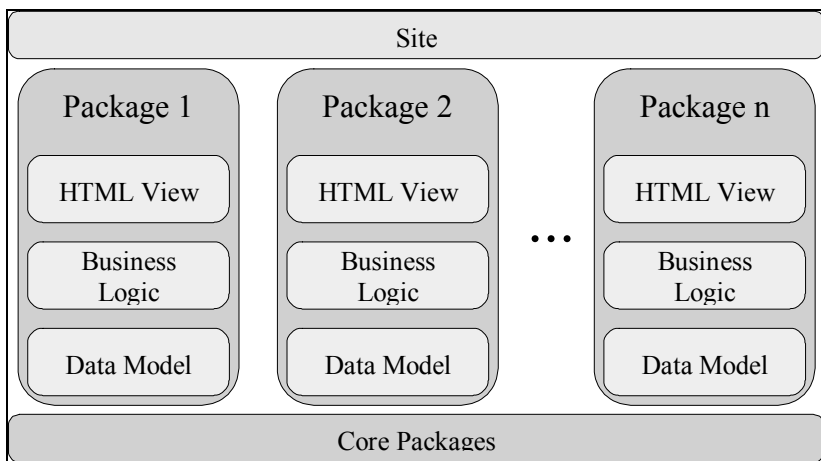 Site
Package 1
Package 2
Package n
HTML View
HTML View
HTML View
...
Business
Logic
Business
Logic
Business
Logic
Data Model
Data Model
Data Model
Core Packages